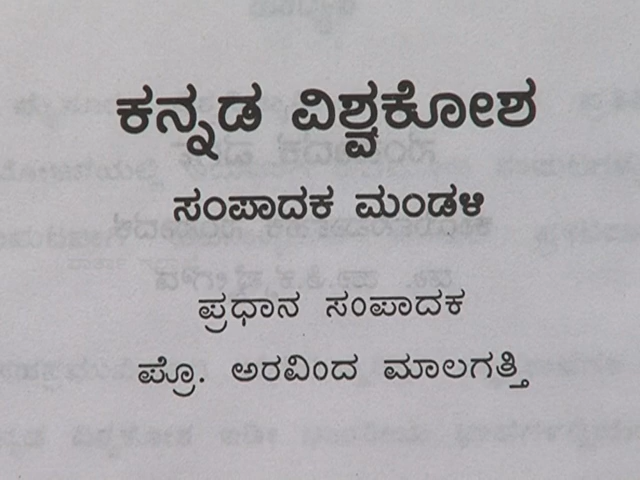 ಕನ್ನಡ ವಿಶ್ವಕೋಶ
ಸಂಪಾದಕ ಮಂಡಳಿ
ಪ್ರಧಾನ ಸಂಪಾದಕ
ಪ್ರೊ. ಅರವಿಂದ ಮಾಲಗತ್ತಿ